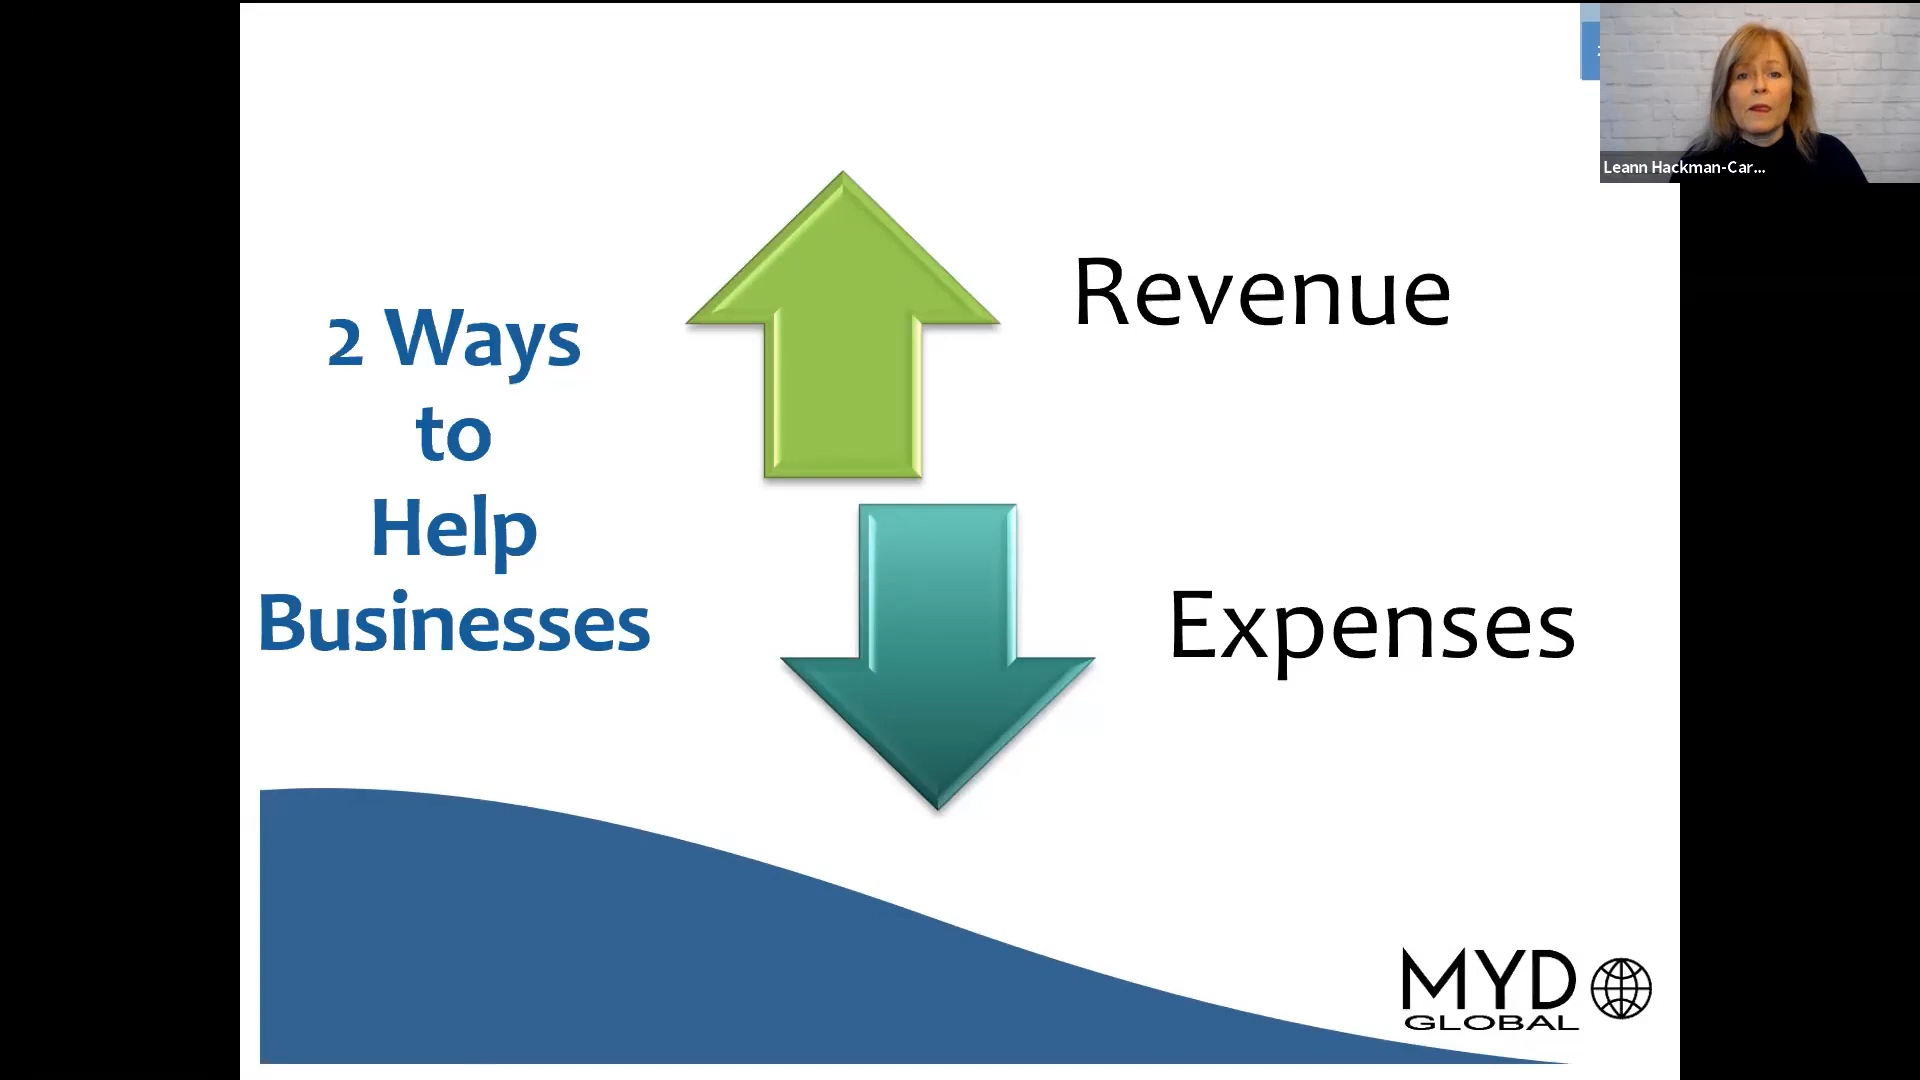 2 Ways
to
Help
Businesses
Revenue
Expenses
Leann Hackman-Car...
MYD
GLOBAL